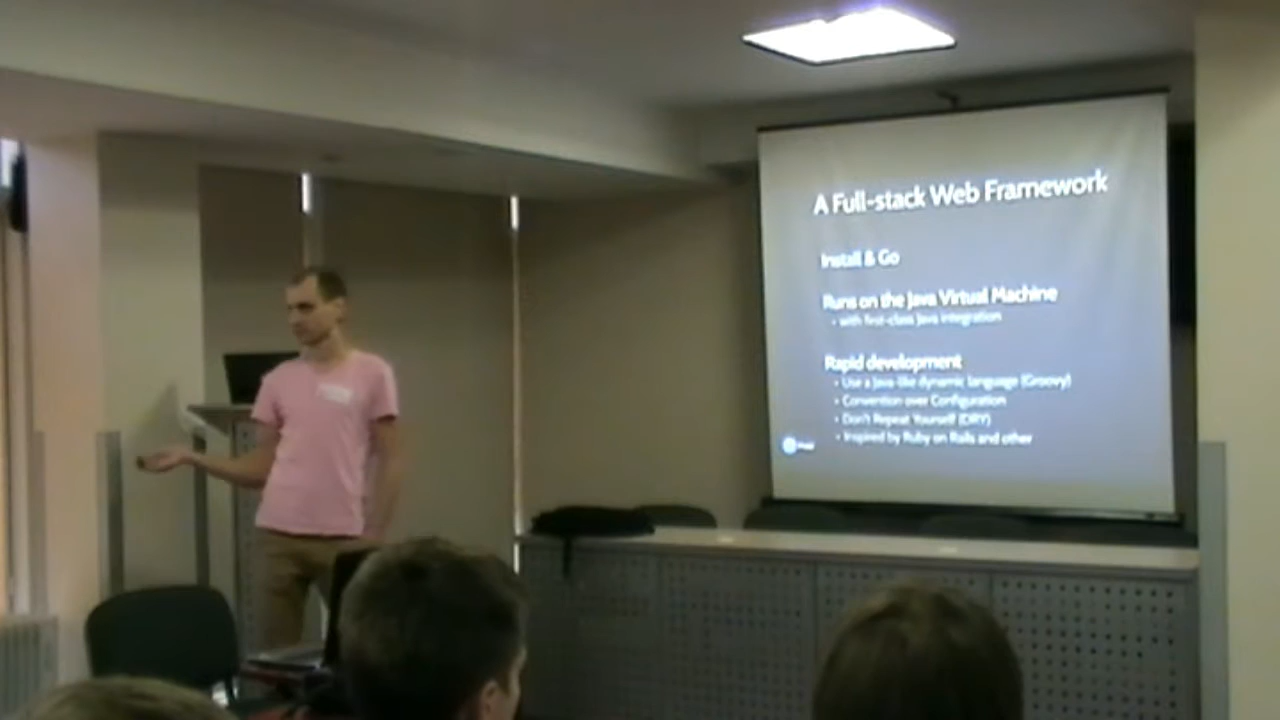 A Full-stack Web Framework
Install & Go
Runs on the Java Virtual Machine
• with first-class Java integration
Rapid development
• Use a Java-like dynamic language (Groovy)
• Convention over Configuration
• Don't Repeat Yourself (DRY)
• Inspired by Ruby on Rails and other